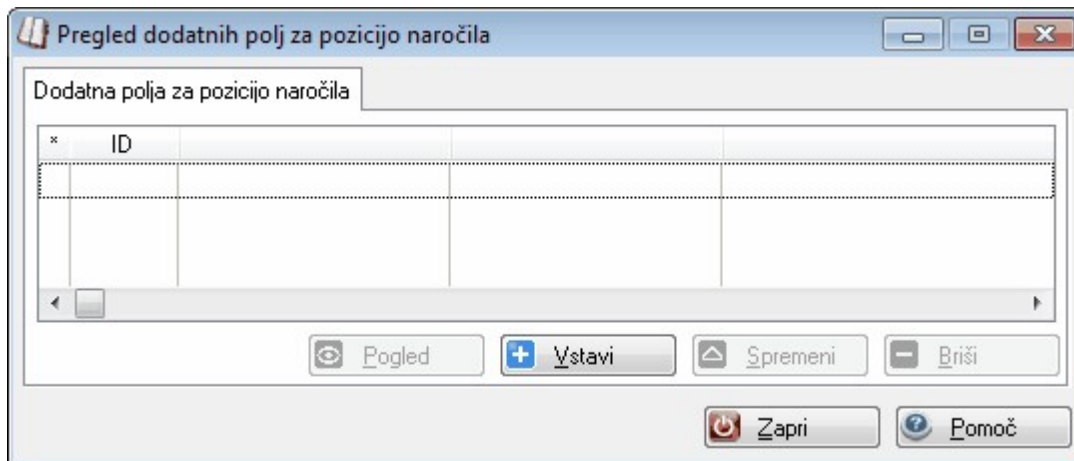 Pregled dodatnih polj za pozicijo naročila
Dodatna polja za pozicijo naročila
* ID
Pogled Vstavi Spremeni Briši
Zapri Pomoč